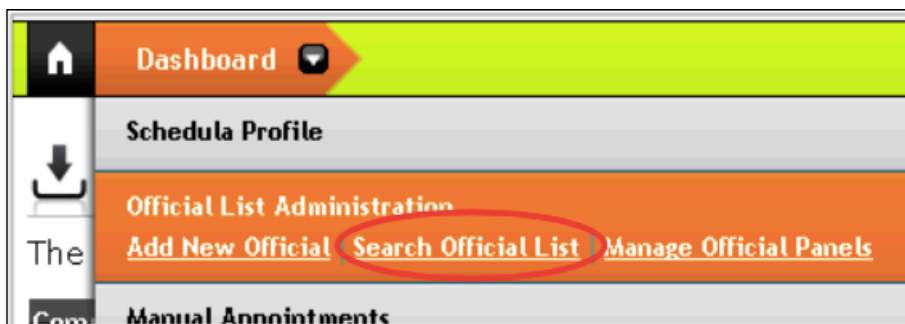 Dashboard
Schedula Profile
Official List Administration
The
Add New Official | Search Official List | Manage Official Panels
Manual Appointments